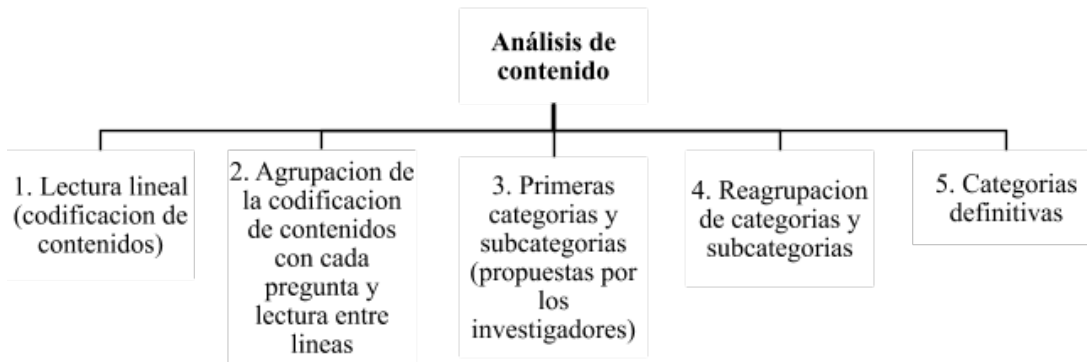 Análisis de
contenido
1. Lectura lineal
(codificacion de
contenidos)
2. Agrupacion de
la codificacion
de contenidos
con cada
pregunta y
lectura entre
lineas
3. Primeras
categorias y
subcategorias
(propuestas por
los
investigadores)
4. Reagrupacion
de categorias y
subcategorias
5. Categorias
definitivas